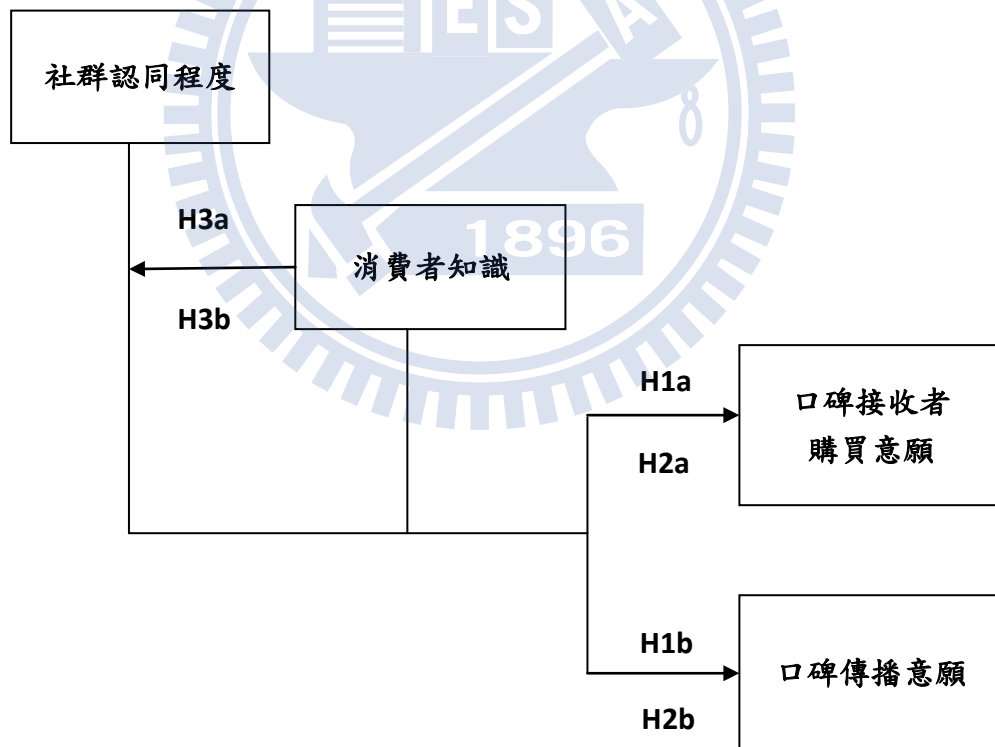 ESA
社群認同程度
H3a
1896
消費者知識
H3b
H1a
口碑接收者
購買意願
H2a
H1b
口碑傳播意願
H2b